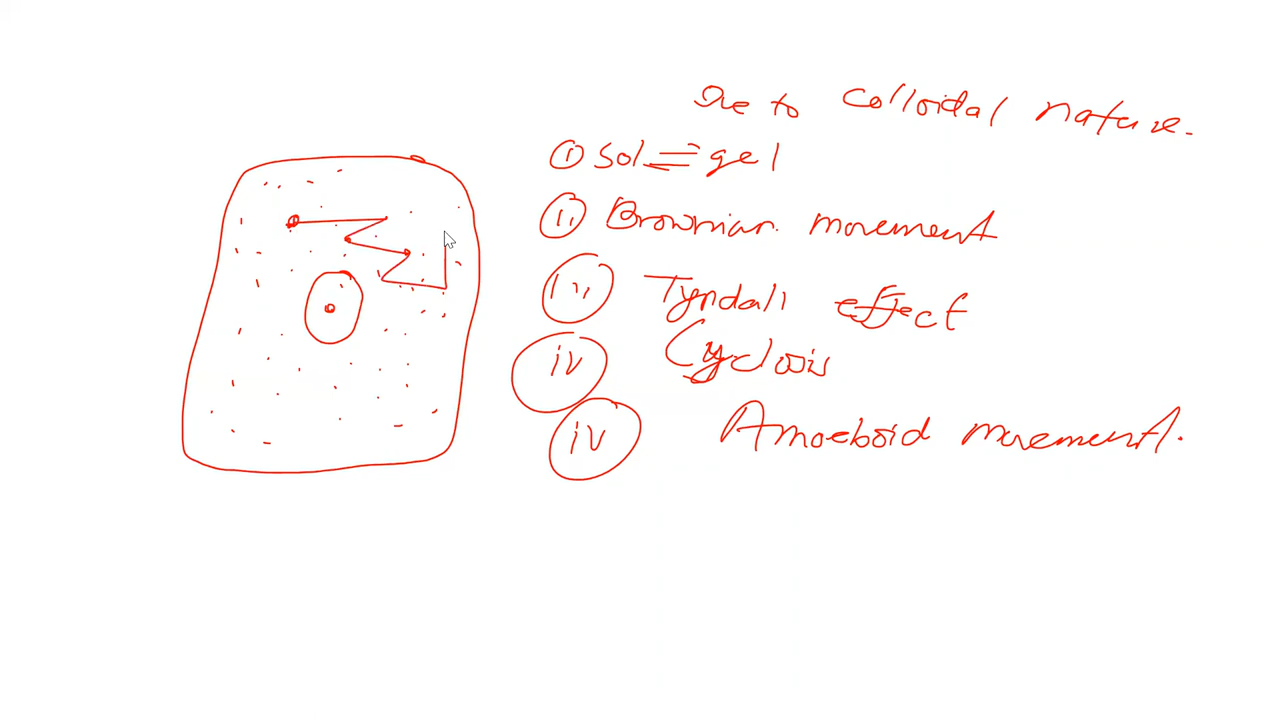 Due to colloidal nature.
(i) Sol ⇌ gel
(ii) Brownian movement
(iii) Tyndall effect
(iv) Cyclosis
(iv) Amoeboid movement.